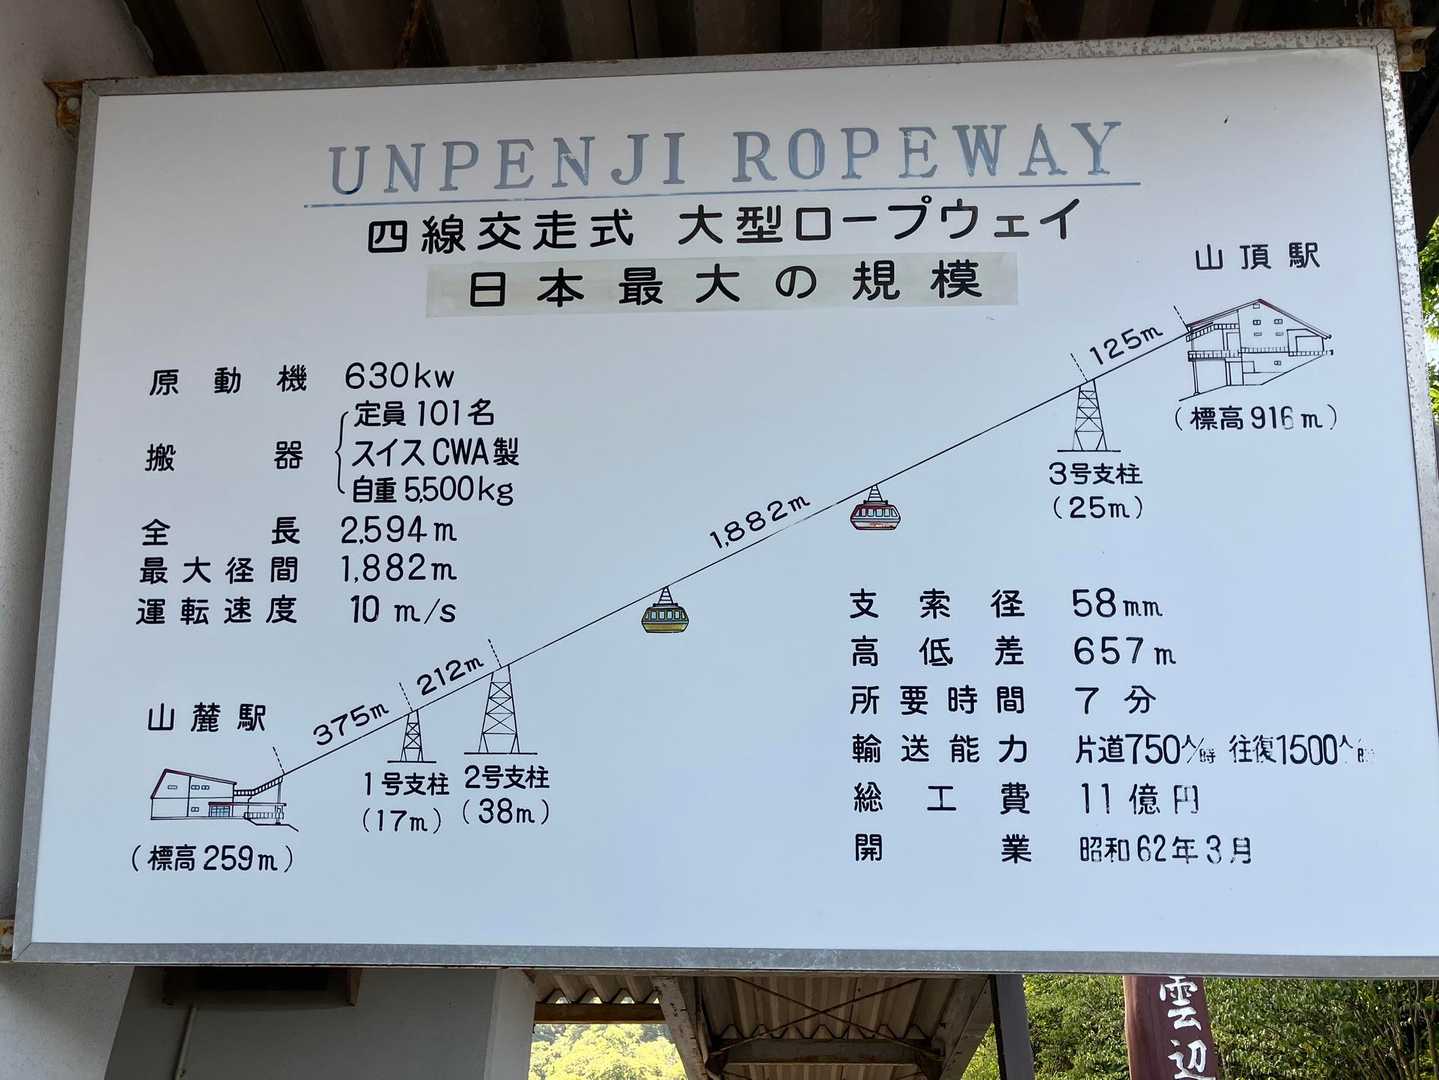 UNPENJI ROPEWAY
四線交走式 大型ロープウェイ
日本最大の規模
山頂駅
(標高916m)
125m
3号支柱
(25m)
1,882m
212m
375m
原動機 630kw
搬器 定員101名
スイスCWA製
自重5,500kg
全長 2,594m
最大径間 1,882m
運転速度 10 m/s
山麓駅
(標高259m)
1号支柱
(17m)
2号支柱
(38m)
支索径 58mm
高低差 657m
所要時間 7分
輸送能力 片道750人/時 往復1500人/時
総工費 11億円
開業 昭和62年3月
雲辺